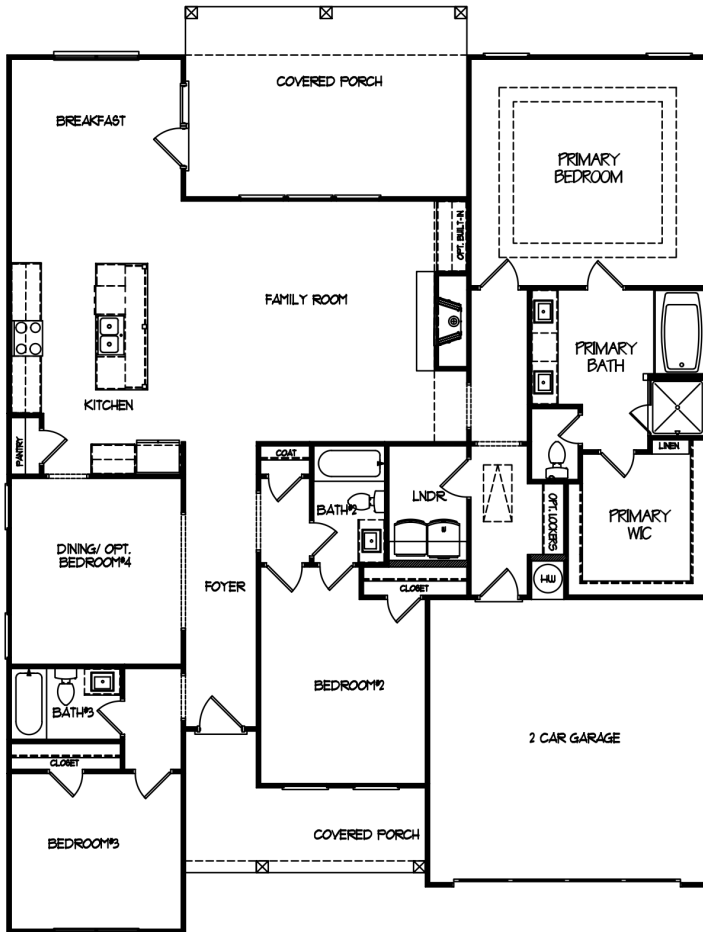 COVERED PORCH
BREAKFAST
PRIMARY
BEDROOM
OPT. BUILT-IN
FAMILY ROOM
PRIMARY
BATH
KITCHEN
PANTRY
COAT
LINEN
BATH#2
LNDR.
OPT. LOCKERS
PRIMARY
WIC
DINING/ OPT.
BEDROOM#4
FOYER
CLOSET
HW
BEDROOM#2
BATH#3
2 CAR GARAGE
CLOSET
COVERED PORCH
BEDROOM#3